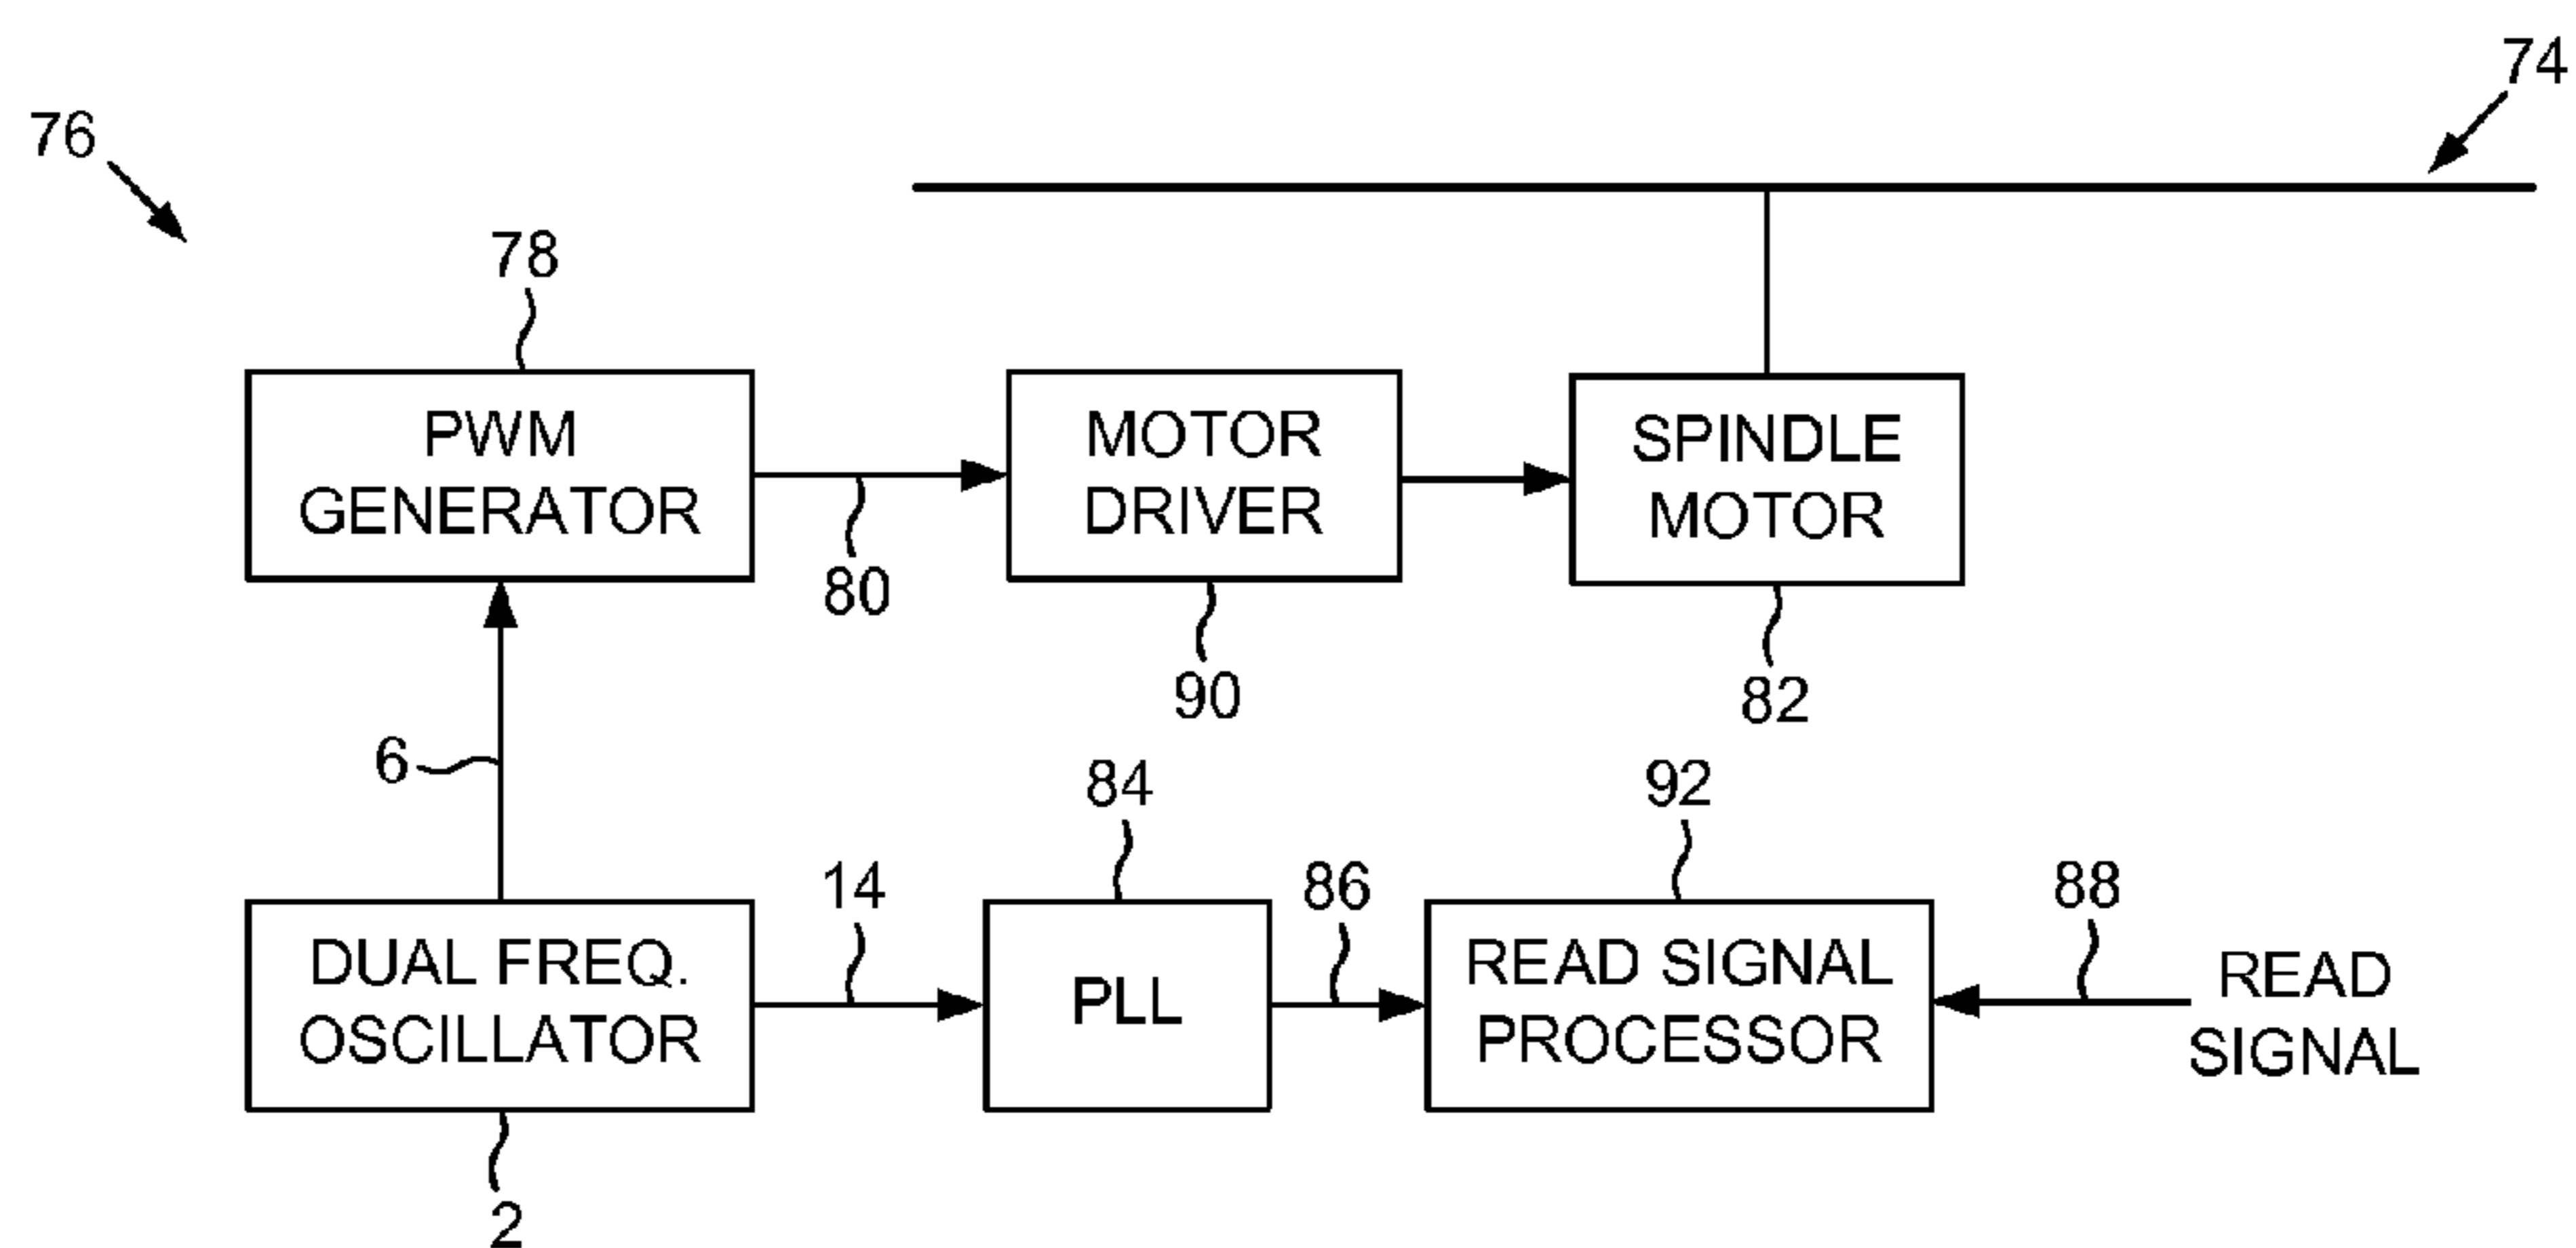 74
76
78
PWM
GENERATOR
80
MOTOR
DRIVER
90
SPINDLE
MOTOR
82
6
DUAL FREQ.
OSCILLATOR
2
14
84
PLL
86
92
READ SIGNAL
PROCESSOR
88
READ
SIGNAL